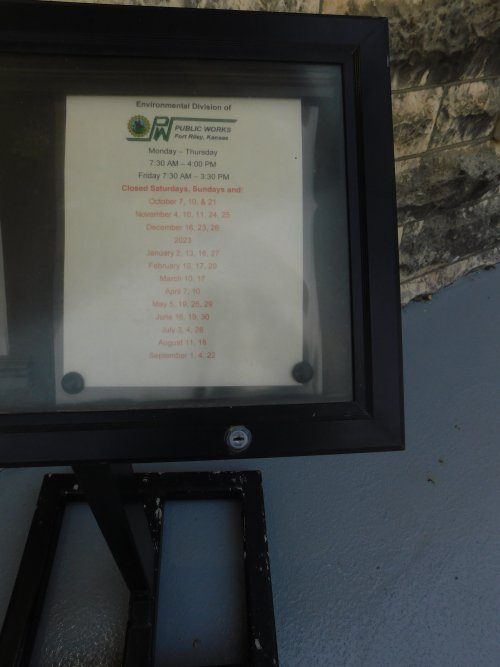 Environmental Division of
PW
PUBLIC WORKS
Fort Riley, Kansas
Monday – Thursday
7:30 AM – 4:00 PM
Friday 7:30 AM – 3:30 PM
Closed Saturdays, Sundays and:
October 7, 10, & 21
November 4, 10, 11, 24, 25
December 16, 23, 26
2023
January 2, 13, 16, 27
February 10, 17, 20
March 10, 17
April 7, 10
May 5, 19, 26, 29
June 16, 19, 30
July 3, 4, 28
August 11, 18
September 1, 4, 22